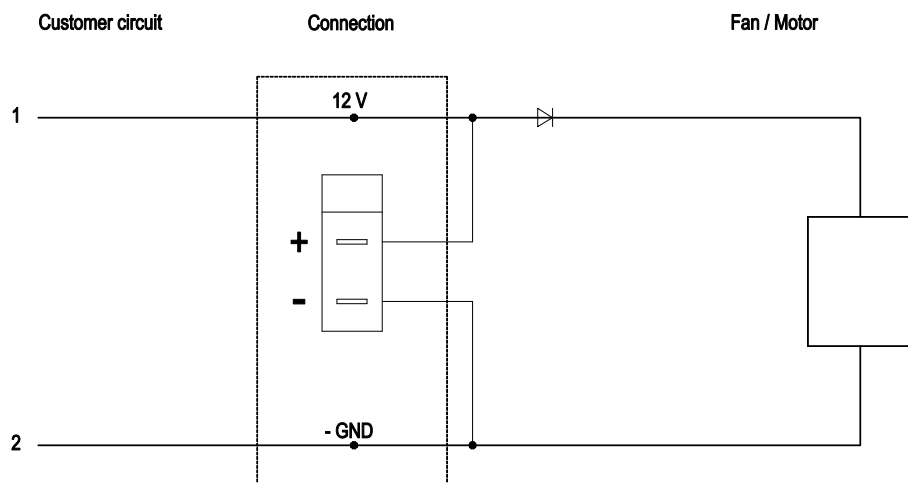 Customer circuit Connection Fan / Motor
12 V
1
+
-
- GND
2